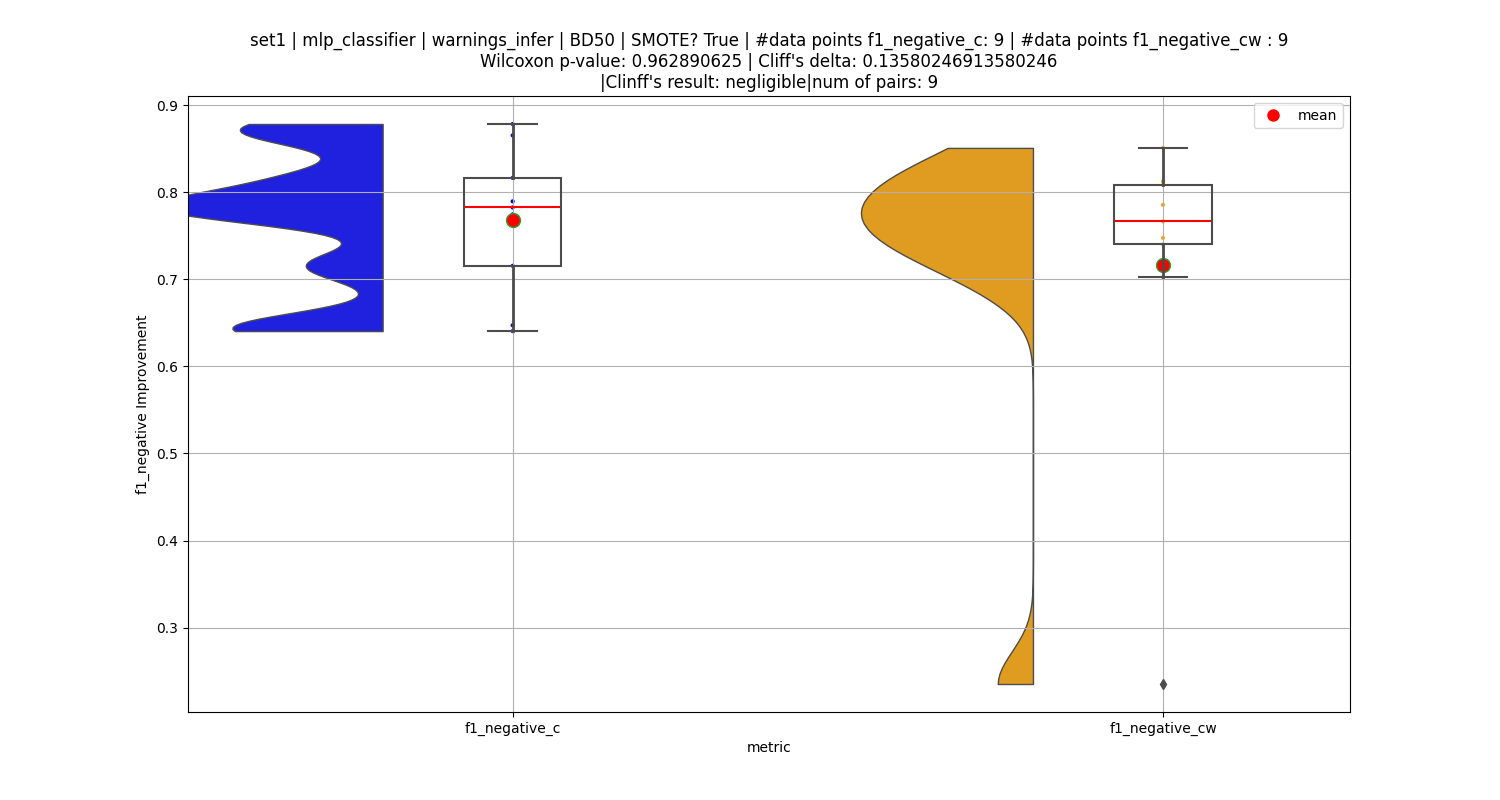 set1 | mlp_classifier | warnings_infer | BD50 | SMOTE? True | #data points f1_negative_c: 9 | #data points f1_negative_cw : 9
Wilcoxon p-value: 0.962890625 | Cliff's delta: 0.13580246913580246
|Clinff's result: negligible|num of pairs: 9
mean
0.9
0.8
0.7
0.6
0.5
0.4
0.3
f1_negative Improvement
f1_negative_c
f1_negative_cw
metric